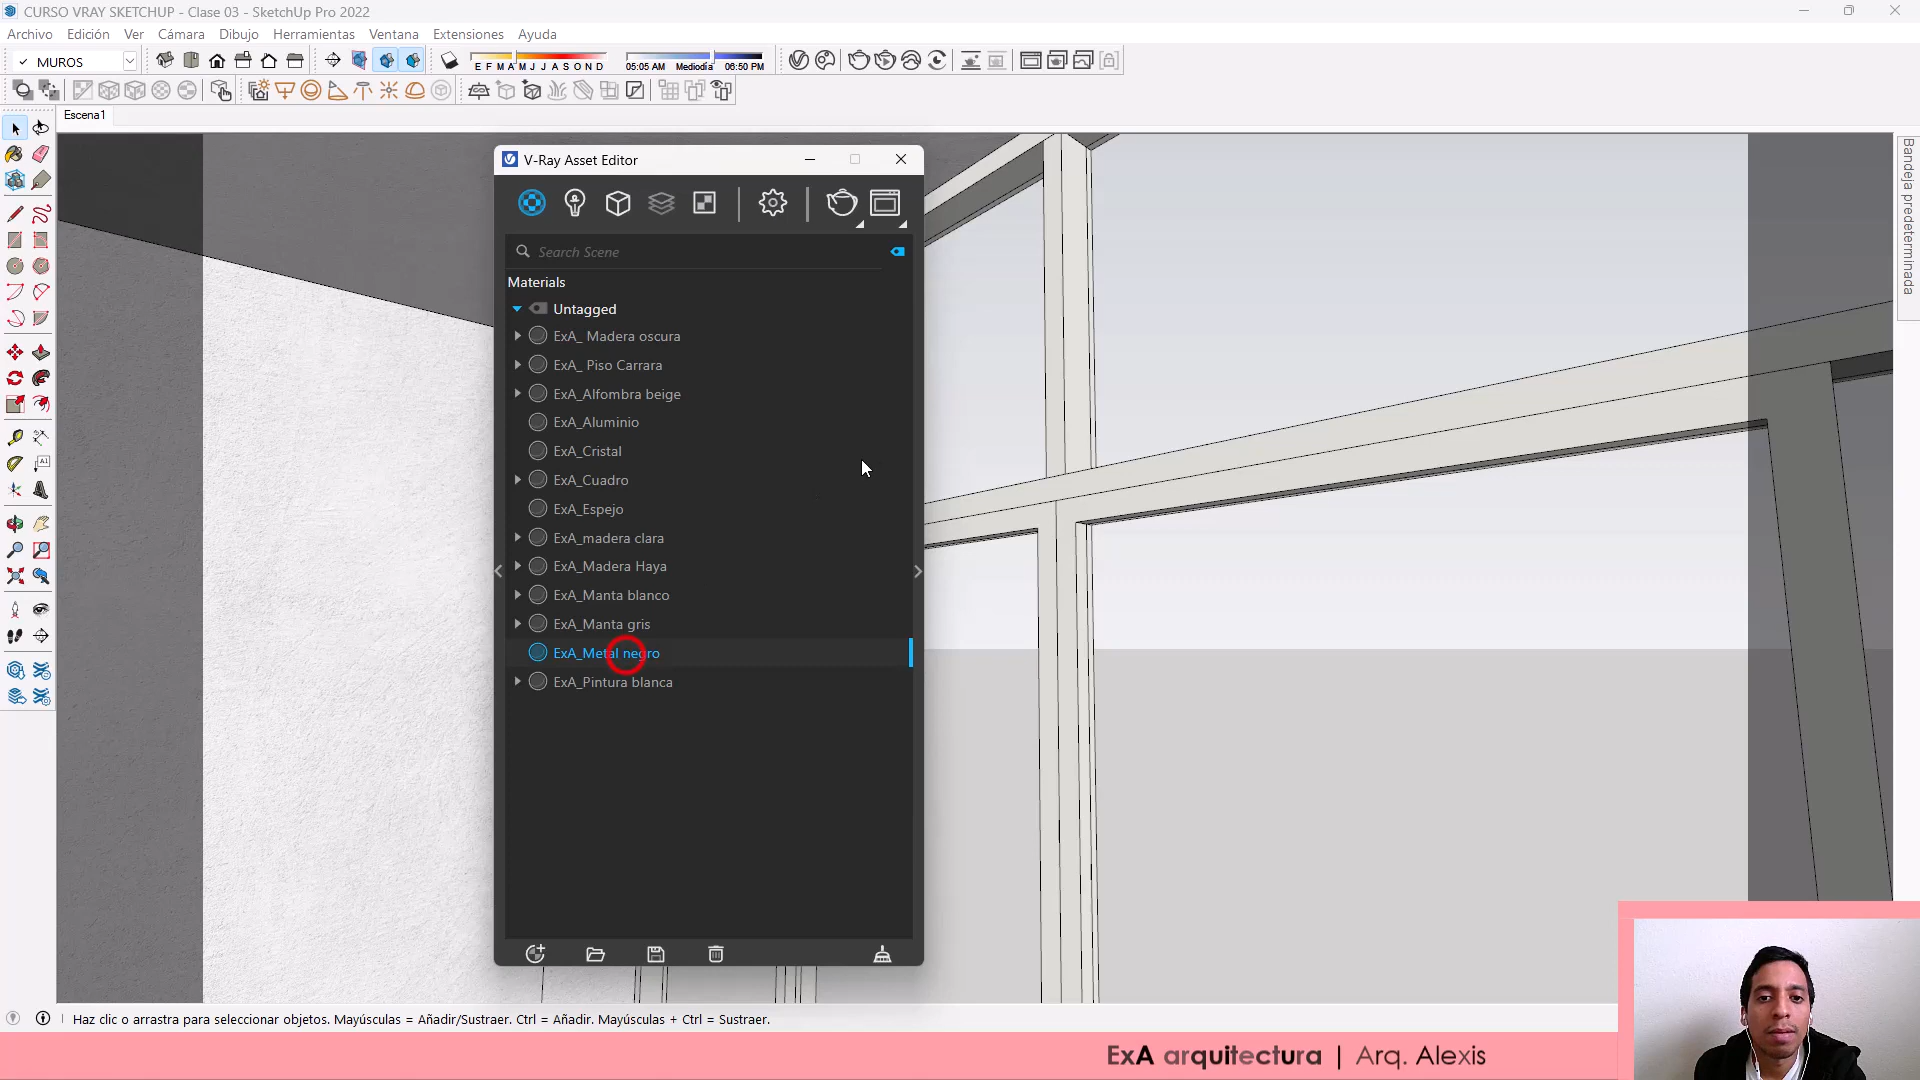 CURSO VRAY SKETCHUP - Clase 03 - SketchUp Pro 2022
Archivo Edición Ver Cámara Dibujo Herramientas Ventana Extensiones Ayuda
MUROS
E F M A M J J A S O N D
05:05 AM Mediodía 06:50 PM
Escena1
Bandeja predeterminada
V-Ray Asset Editor
Search Scene
Materials
Untagged
ExA_ Madera oscura
ExA_ Piso Carrara
ExA_Alfombra beige
ExA_Aluminio
ExA_Cristal
ExA_Cuadro
ExA_Espejo
ExA_madera clara
ExA_Madera Haya
ExA_Manta blanco
ExA_Manta gris
ExA_Metal negro
ExA_Pintura blanca
Haz clic o arrastra para seleccionar objetos. Mayúsculas = Añadir/Sustraer. Ctrl = Añadir. Mayúsculas + Ctrl = Sustraer.
ExA arquitectura | Arq. Alexis